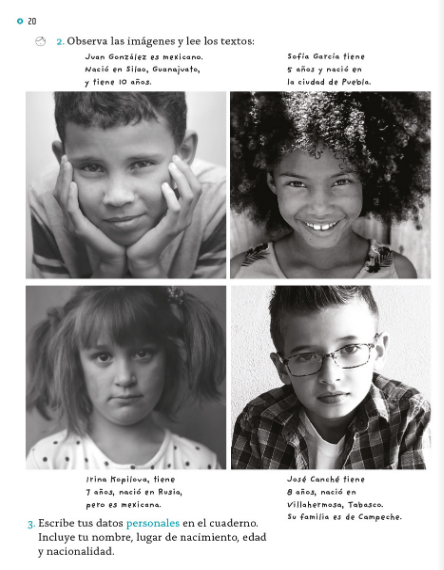 20
2. Observa las imágenes y lee los textos:
Juan González es mexicano.
Nació en Silao, Guanajuato,
y tiene 10 años.
Sofía García tiene
5 años y nació en
la ciudad de Puebla.
Irina Kopilova, tiene
7 años, nació en Rusia,
pero es mexicana.
José Canché tiene
8 años, nació en
Villahermosa, Tabasco.
Su familia es de Campeche.
3. Escribe tus datos personales en el cuaderno.
Incluye tu nombre, lugar de nacimiento, edad
y nacionalidad.